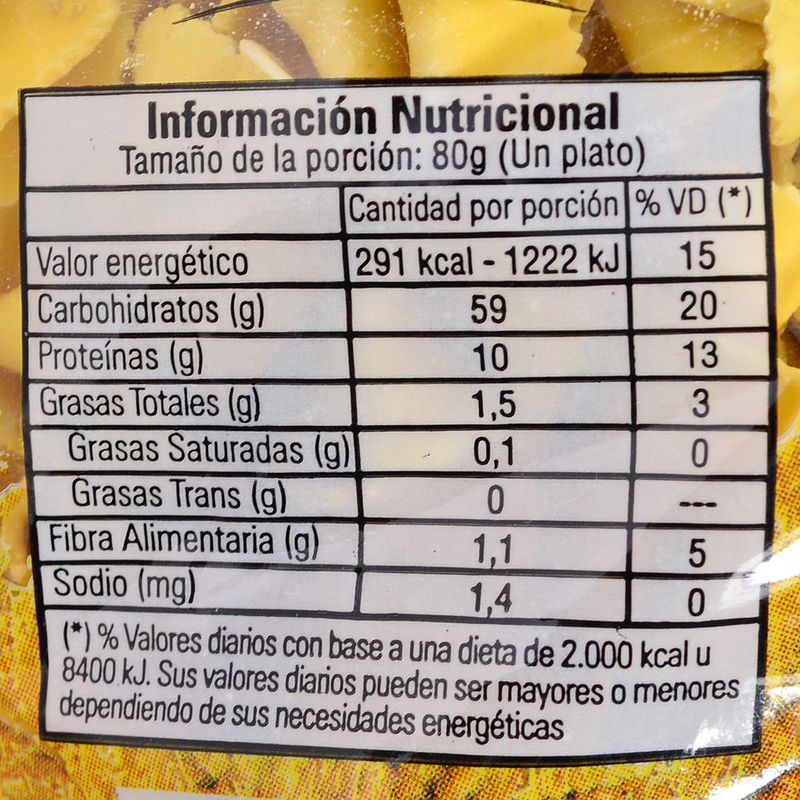 Información Nutricional
Tamaño de la porción: 80g (Un plato)
Cantidad por porción % VD (*)
Valor energético 291 kcal - 1222 kJ 15
Carbohidratos (g) 59 20
Proteínas (g) 10 13
Grasas Totales (g) 1,5 3
Grasas Saturadas (g) 0,1 0
Grasas Trans (g) 0 ---
Fibra Alimentaria (g) 1,1 5
Sodio (mg) 1,4 0
(*) % Valores diarios con base a una dieta de 2.000 kcal u
8400 kJ. Sus valores diarios pueden ser mayores o menores
dependiendo de sus necesidades energéticas